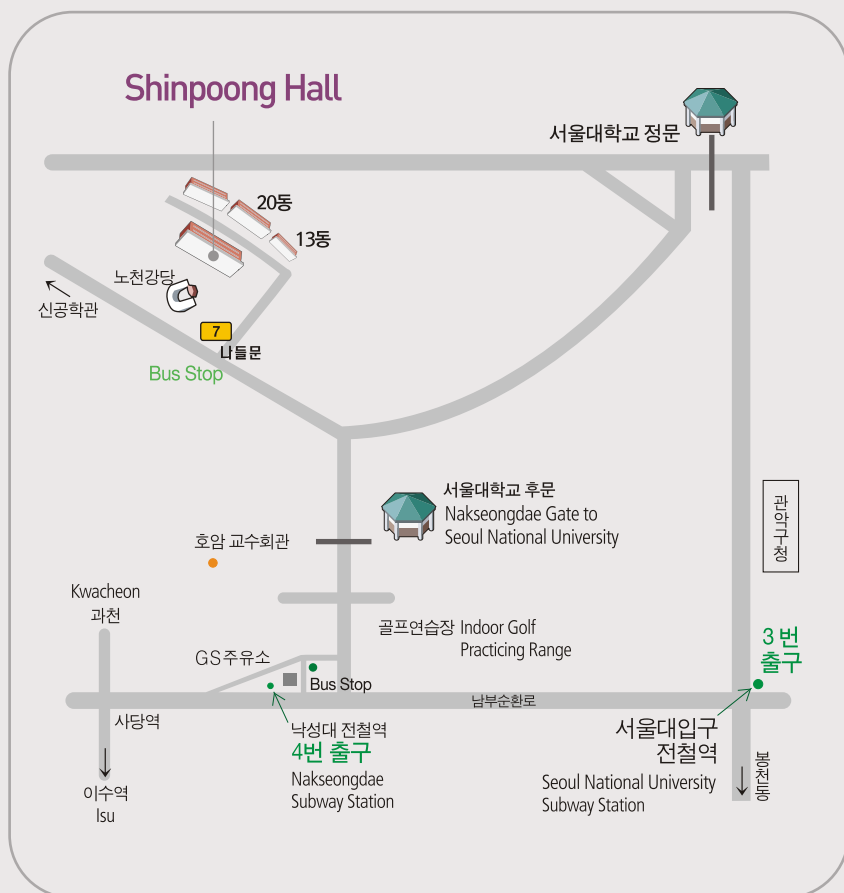 Shinpoong Hall
서울대학교 정문
20동
13동
노천강당
신공학관
7
나들문
Bus Stop
서울대학교 후문
Nakseongdae Gate to
Seoul National University
관악구청
호암 교수회관
Kwacheon
과천
골프연습장 Indoor Golf
Practicing Range
3번
출구
GS주유소
Bus Stop
남부순환로
사당역
낙성대 전철역
4번 출구
Nakseongdae
Subway Station
서울대입구
전철역
Seoul National University
Subway Station
봉천동
이수역
Isu